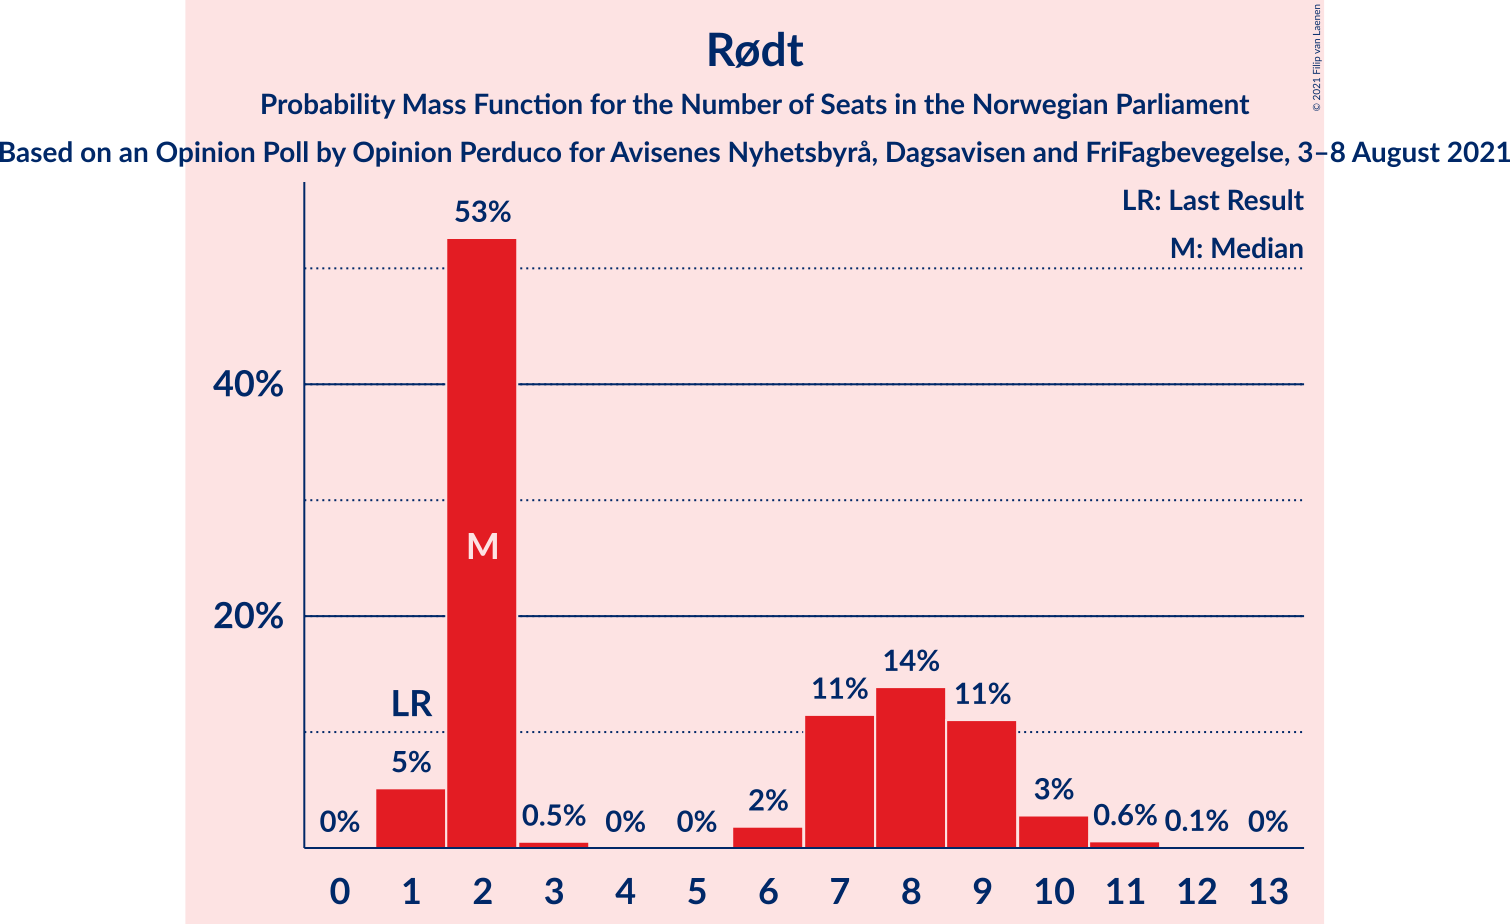 Rødt
Probability Mass Function for the Number of Seats in the Norwegian Parliament
Based on an Opinion Poll by Opinion Perduco for Avisenes Nyhetsbyrå, Dagsavisen and FriFagbevegelse, 3–8 August 2021
© 2021 Filip van Laenen
LR: Last Result
M: Median
53%
40%
M
20%
14%
11%
11%
LR
5%
3%
2%
0%
0.5%
0%
0%
0.6%
0.1%
0%
0 1 2 3 4 5 6 7 8 9 10 11 12 13